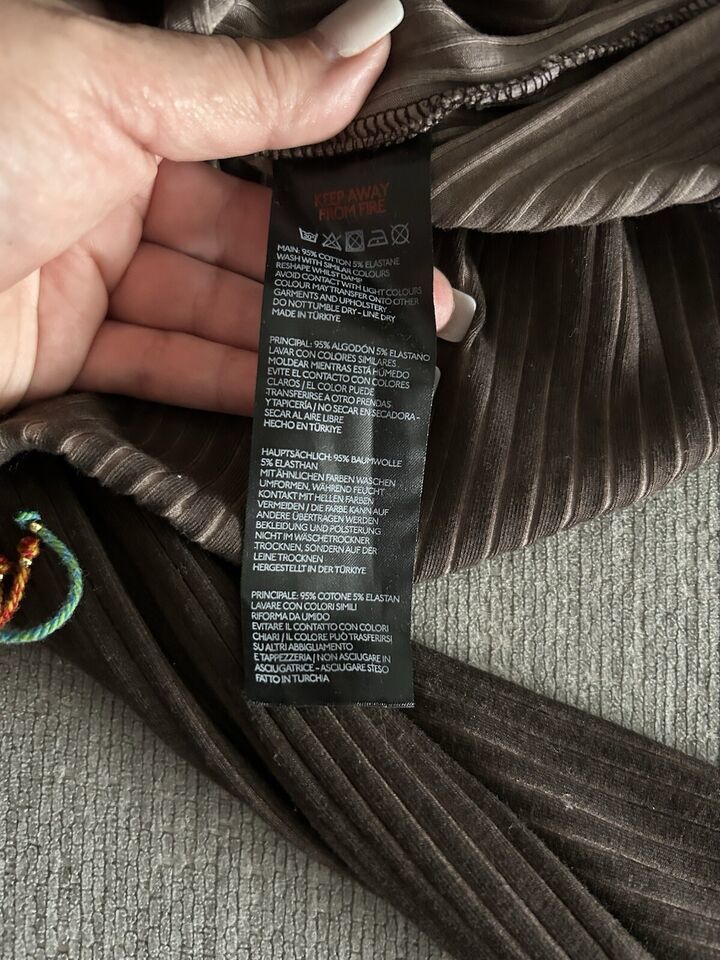 KEEP AWAY
FROM FIRE
MAIN: 95% COTTON 5% ELASTANE
WASH WITH SIMILAR COLOURS
RESHAPE WHILST DAMP
AVOID CONTACT WITH LIGHT COLOURS
COLOUR MAY TRANSFER ONTO OTHER
GARMENTS AND UPHOLSTERY
DO NOT TUMBLE DRY - LINE DRY
MADE IN TÜRKIYE
PRINCIPAL: 95% ALGODÓN 5% ELASTANO
LAVAR CON COLORES SIMILARES
MOLDEAR MIENTRAS ESTÁ HÚMEDO
EVITE EL CONTACTO CON COLORES
CLAROS / EL COLOR PUEDE
TRANSFERIRSE A OTRO PRENDAS
Y TAPICERÍA / NO SECAR EN SECADORA -
SECAR AL AIRE LIBRE
HECHO EN TÜRKIYE
HAUPTSÄCHLICH: 95% BAUMWOLLE
5% ELASTHAN
MIT ÄHNLICHEN FARBEN WASCHEN
UMFORMEN, WÄHREND FEUCHT
KONTAKT MIT HELLEN FARBEN
VERMEIDEN / DIE FARBE KANN AUF
ANDERE ÜBERTRAGEN WERDEN
BEKLEIDUNG UND POLSTERUNG
NICHT IM WÄSCHETROCKNER
TROCKNEN, SONDERN AUF DER
LEINE TROCKNEN
HERGESTELLT IN DER TÜRKIYE
PRINCIPALE: 95% COTONE 5% ELASTAN
LAVARE CON COLORI SIMILI
RIFORMA DA UMIDO
EVITARE IL CONTATTO CON COLORI
CHIARI / IL COLORE PUÒ TRASFERIRSI
SU ALTRI ABBIGLIAMENTO
E TAPPEZZERIA / NON ASCIUGARE IN
ASCIUGATRICE - ASCIUGARE STESO
FATTO IN TURCHIA